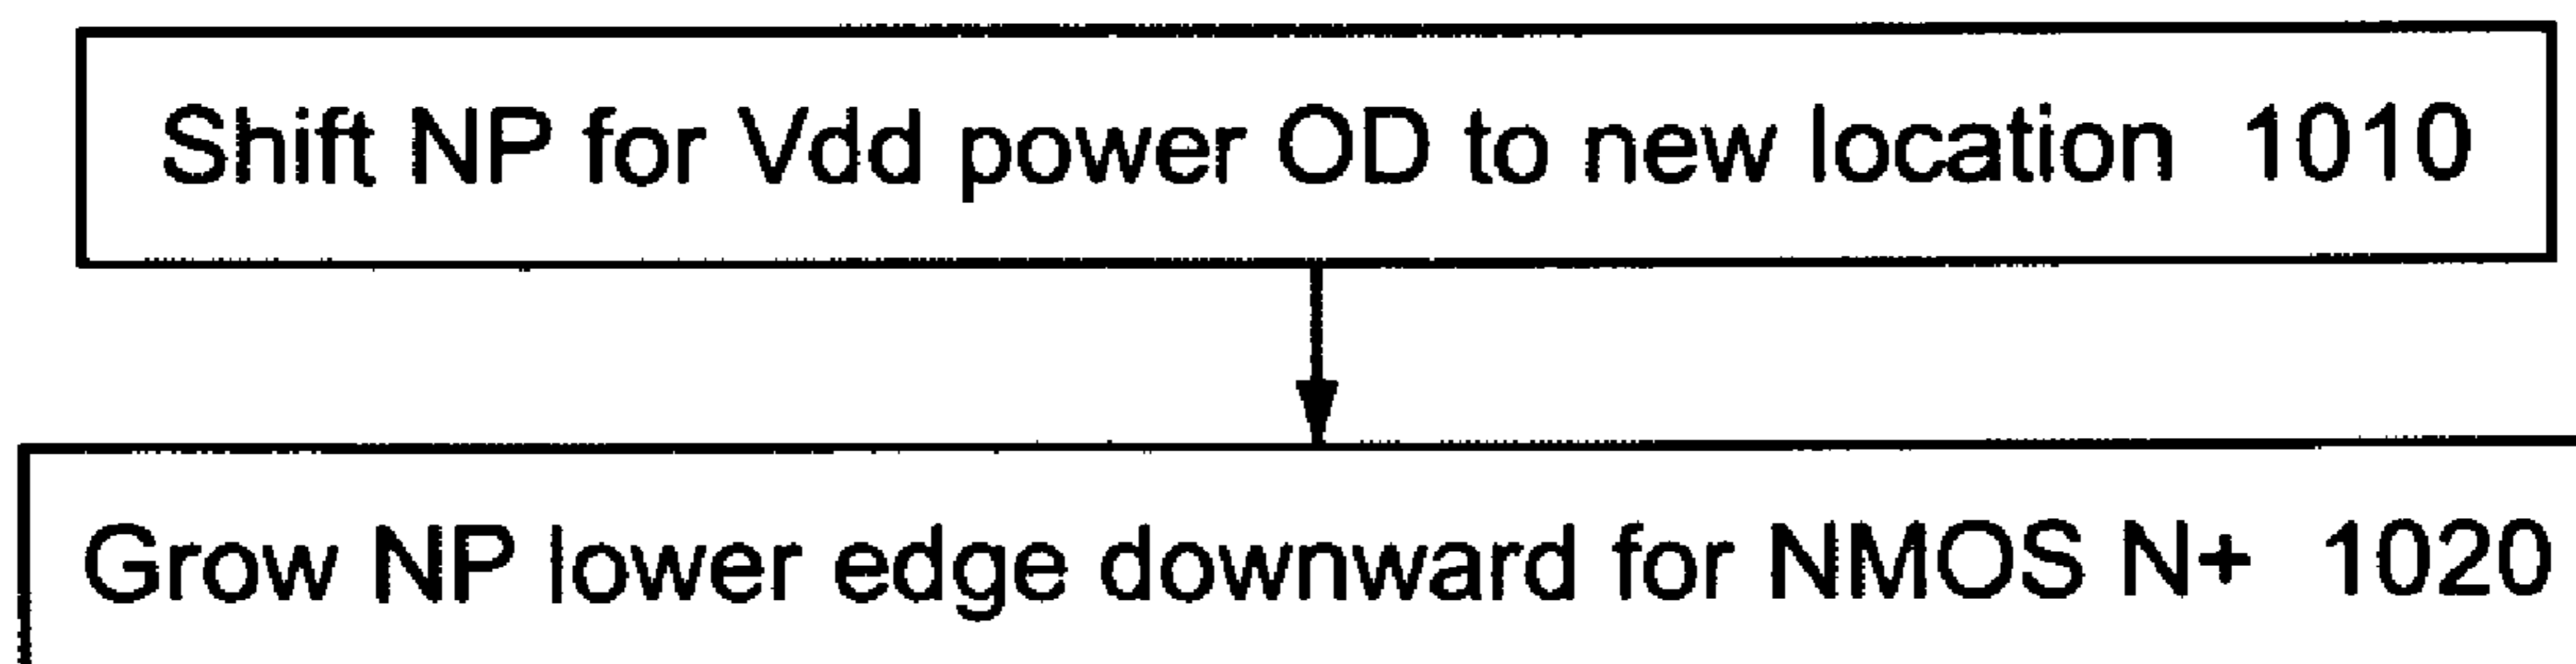 Shift NP for Vdd power OD to new location 1010
Grow NP lower edge downward for NMOS N+ 1020